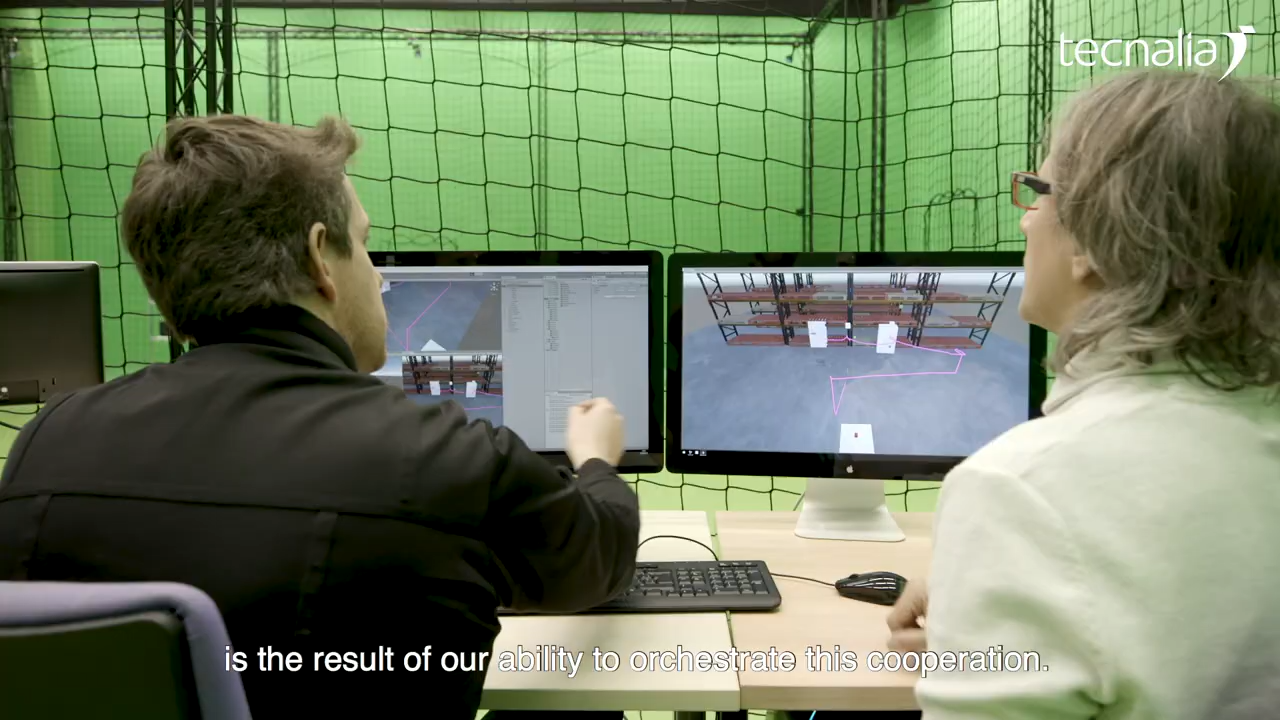 tecnalia
is the result of our ability to orchestrate this cooperation.